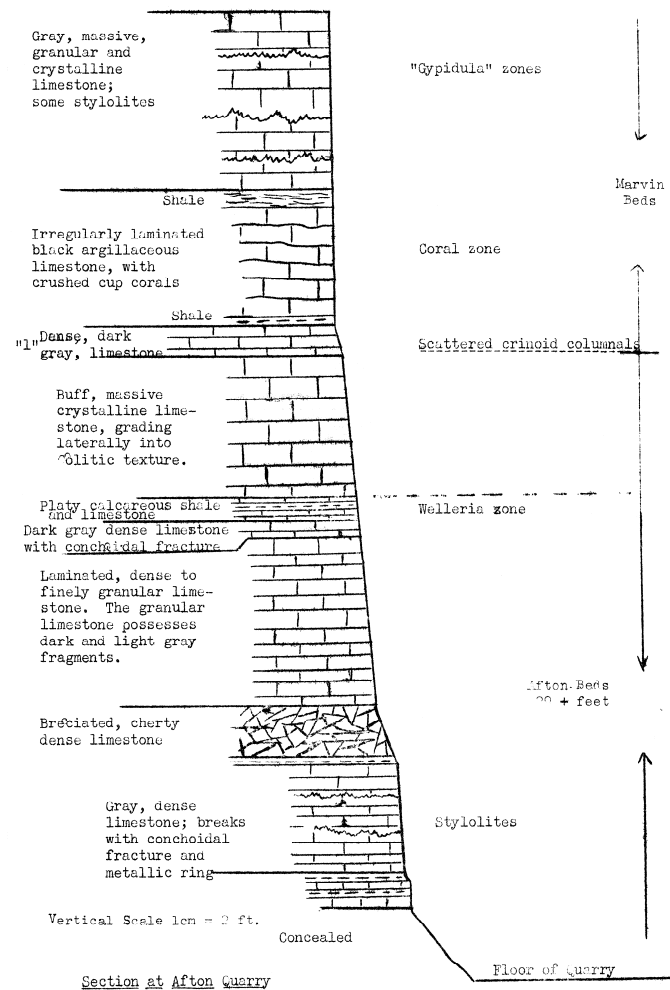 Gray, massive,
granular and
crystalline
limestone;
some stylolites
"Gypidula" zones
Marvin
Beds
Shale
Irregularly laminated
black argillaceous
limestone, with
crushed cup corals
Coral zone
Shale
"l" Dense, dark
gray, limestone
Scattered crinoid columnals
Buff, massive
crystalline lime-
stone, grading
laterally into
oolitic texture.
Platy calcareous shale
and limestone
Welleria zone
Dark gray dense limestone
with conchoidal fracture
Laminated, dense to
finely granular lime-
stone. The granular
limestone possesses
dark and light gray
fragments.
Afton Beds
+ feet
Breciated, cherty
dense limestone
Gray, dense
limestone; breaks
with conchoidal
fracture and
metallic ring
Stylolites
Vertical Scale 1cm = 2 ft.
Concealed
Floor of Quarry
Section at Afton Quarry